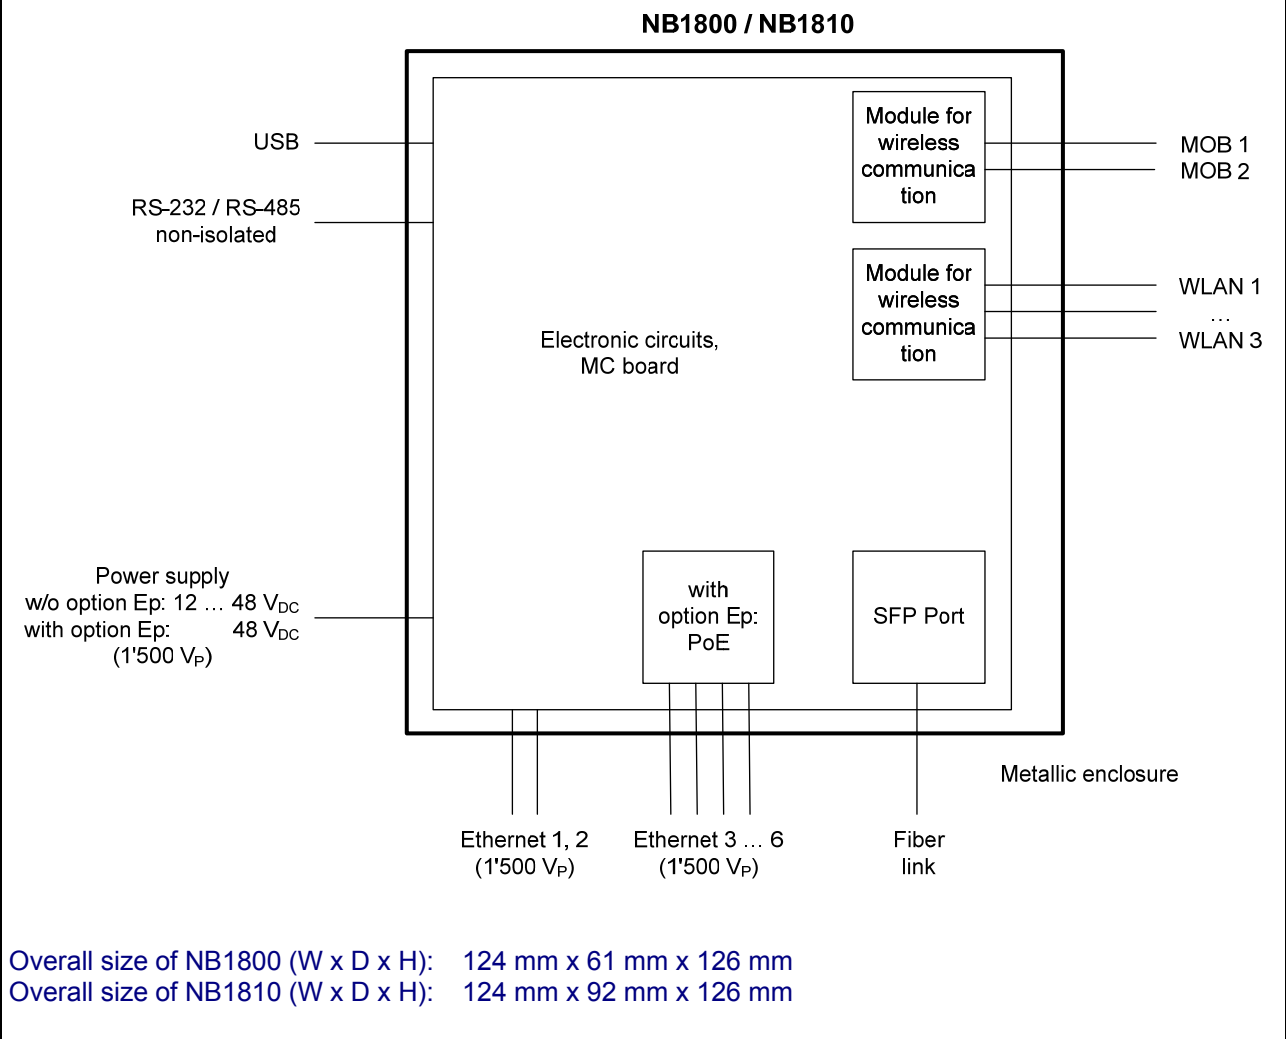 NB1800 / NB1810
USB
RS-232 / RS-485
non-isolated
Module for
wireless
communica
tion
MOB 1
MOB 2
Module for
wireless
communica
tion
WLAN 1
...
WLAN 3
Electronic circuits,
MC board
Power supply
w/o option Ep: 12 ... 48 VDC
with option Ep: 48 VDC
(1'500 VP)
with
option Ep:
PoE
SFP Port
Metallic enclosure
Ethernet 1, 2
(1'500 VP)
Ethernet 3 ... 6
(1'500 VP)
Fiber
link
Overall size of NB1800 (W x D x H): 124 mm x 61 mm x 126 mm
Overall size of NB1810 (W x D x H): 124 mm x 92 mm x 126 mm